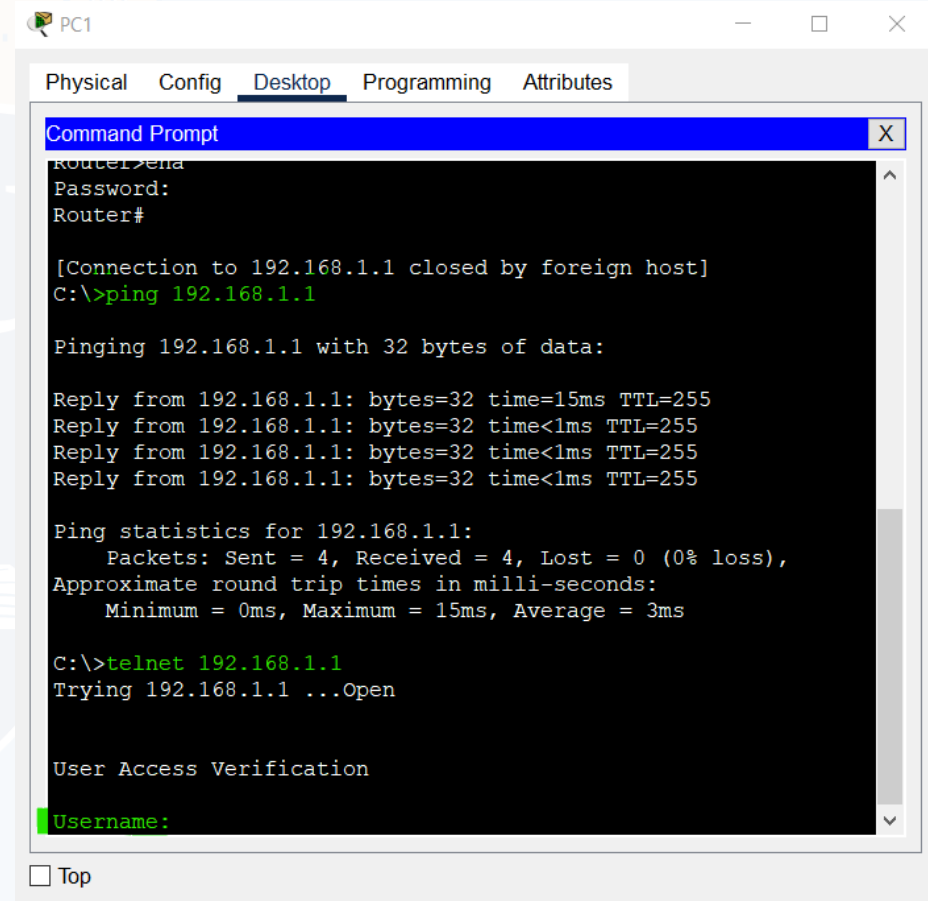 PC1
Physical Config Desktop Programming Attributes
Command Prompt
X
Router>ena
Password:
Router#
[Connection to 192.168.1.1 closed by foreign host]
C:\>ping 192.168.1.1
Pinging 192.168.1.1 with 32 bytes of data:
Reply from 192.168.1.1: bytes=32 time=15ms TTL=255
Reply from 192.168.1.1: bytes=32 time<1ms TTL=255
Reply from 192.168.1.1: bytes=32 time<1ms TTL=255
Reply from 192.168.1.1: bytes=32 time<1ms TTL=255
Ping statistics for 192.168.1.1:
Packets: Sent = 4, Received = 4, Lost = 0 (0% loss),
Approximate round trip times in milli-seconds:
Minimum = 0ms, Maximum = 15ms, Average = 3ms
C:\>telnet 192.168.1.1
Trying 192.168.1.1 ...Open
User Access Verification
Username:
Top